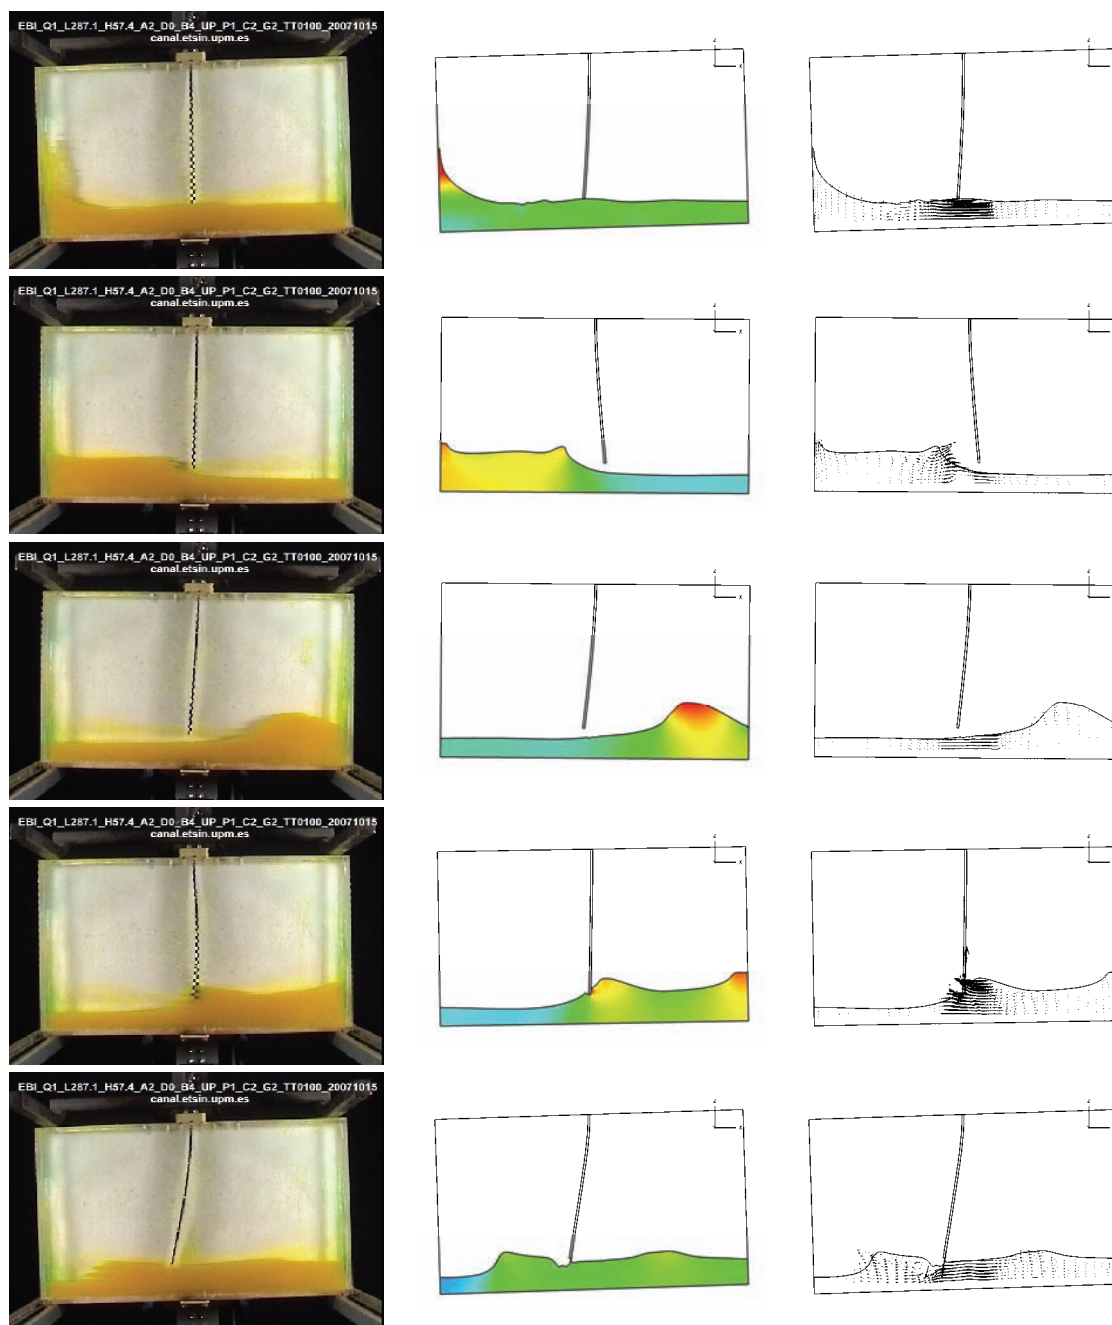 EBI_Q1_L287.1_H57.4_A2_D0_B4_UP_P1_C2_G2_TT0100_20071015
canal.etsin.upm.es
z
x
z
EBI_Q1_L287.1_H57.4_A2_D0_B4_UP_P1_C2_G2_TT0100_20071015
canal.etsin.upm.es
z
x
z
EBI_Q1_L287.1_H57.4_A2_D0_B4_UP_P1_C2_G2_TT0100_20071015
canal.etsin.upm.es
z
x
z
EBI_Q1_L287.1_H57.4_A2_D0_B4_UP_P1_C2_G2_TT0100_20071015
canal.etsin.upm.es
z
x
z
EBI_Q1_L287.1_H57.4_A2_D0_B4_UP_P1_C2_G2_TT0100_20071015
canal.etsin.upm.es
z
x
z